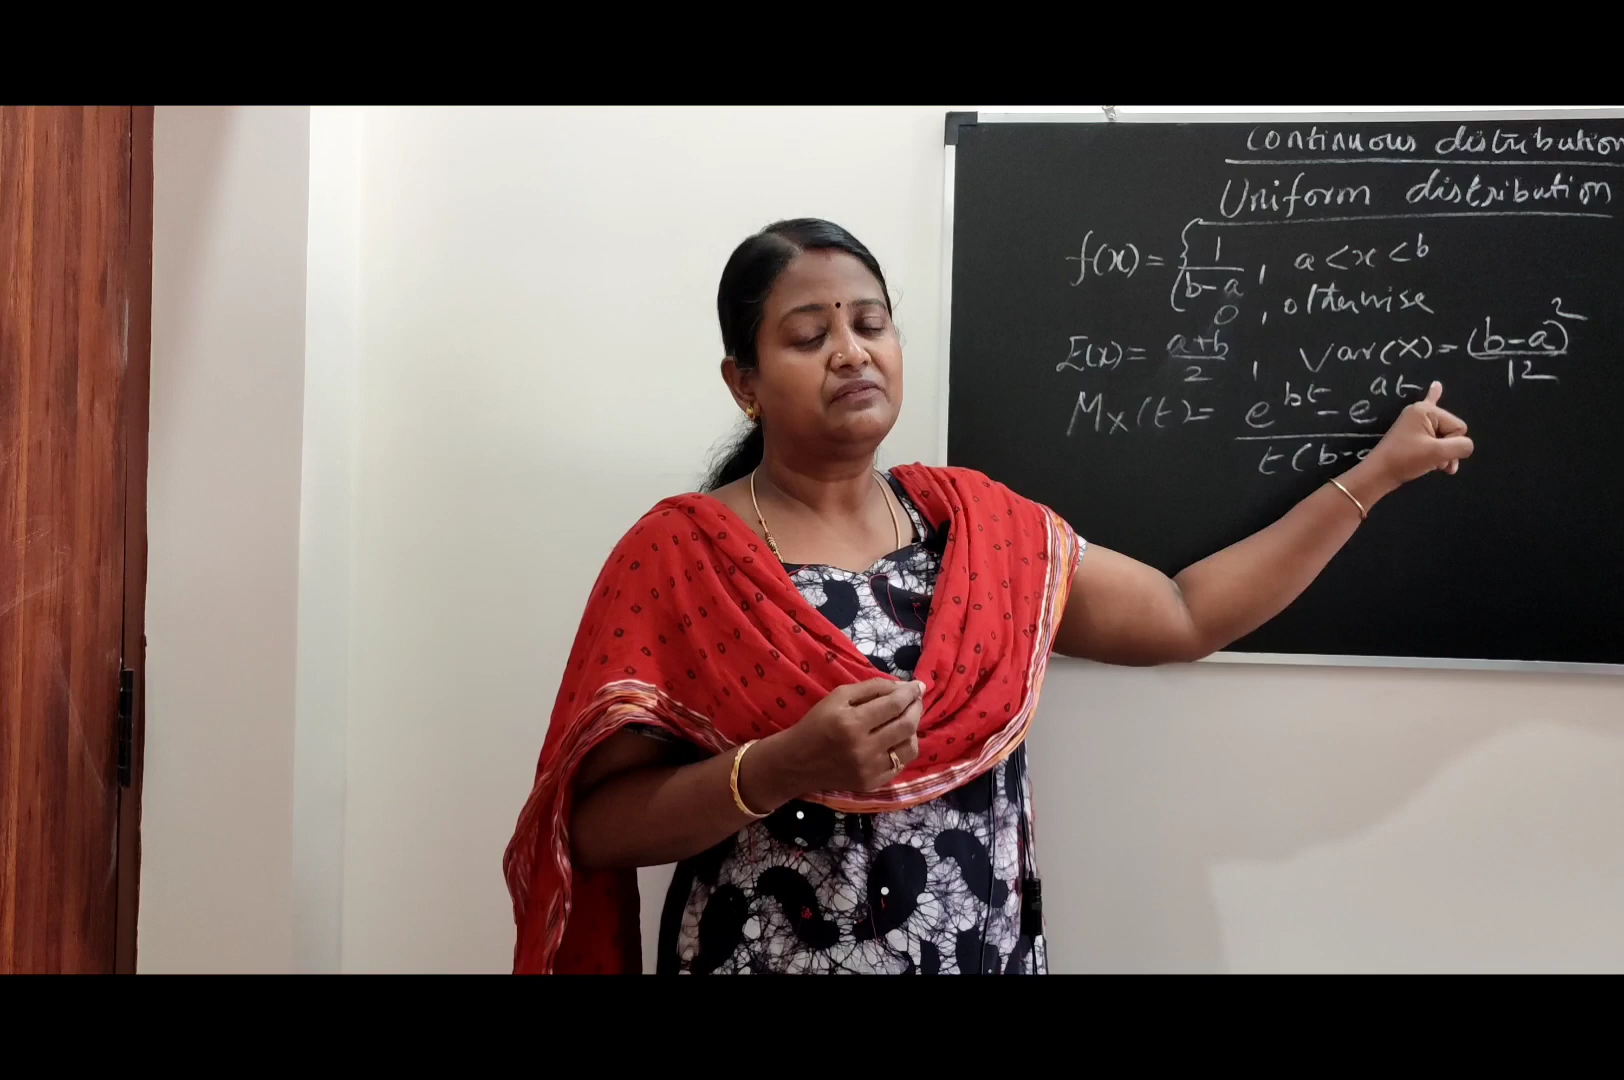 Continuous distribution
Uniform distribution
f(x) = { 1/(b-a , a<x<b
0 , otherwise
E(x) = a+b/2 , Var(X) = (b-a)²/12
Mx(t) = e^bt - e^at / t(b-a